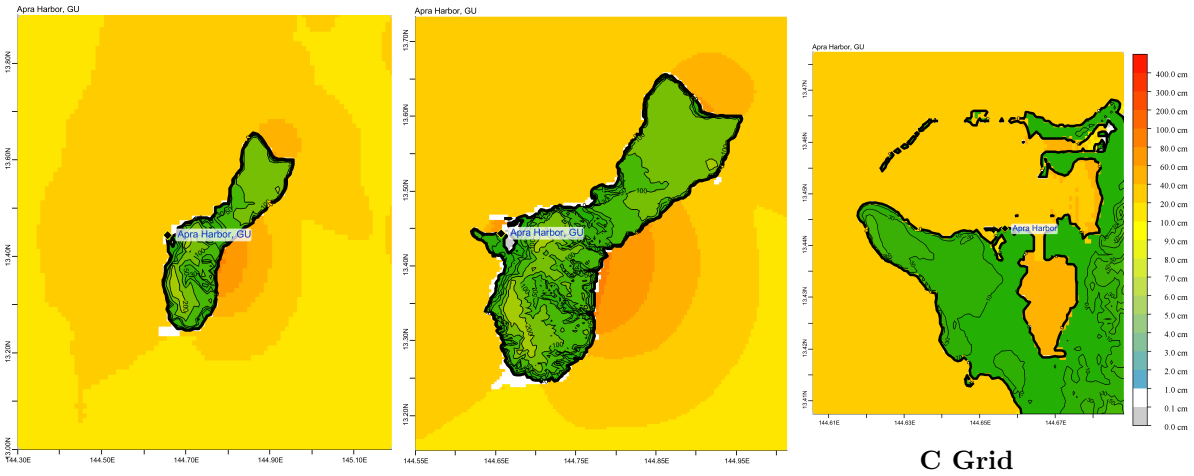 Apra Harbor, GU
13.80N
13.60N
13.40N
13.20N
13.00N
144.30E
144.50E
144.70E
144.90E
145.10E
Apra Harbor, GU
Apra Harbor, GU
13.70N
13.60N
13.50N
13.40N
13.30N
13.20N
144.55E
144.65E
144.75E
144.85E
144.95E
Apra Harbor, GU
100
100
Apra Harbor, GU
13.47N
13.46N
13.45N
13.44N
13.43N
13.42N
13.41N
144.61E
144.63E
144.65E
144.67E
Apra Harbor
400.0 cm
300.0 cm
200.0 cm
100.0 cm
80.0 cm
60.0 cm
40.0 cm
20.0 cm
10.0 cm
9.0 cm
8.0 cm
7.0 cm
6.0 cm
5.0 cm
4.0 cm
3.0 cm
2.0 cm
1.0 cm
0.1 cm
0.0 cm
C Grid